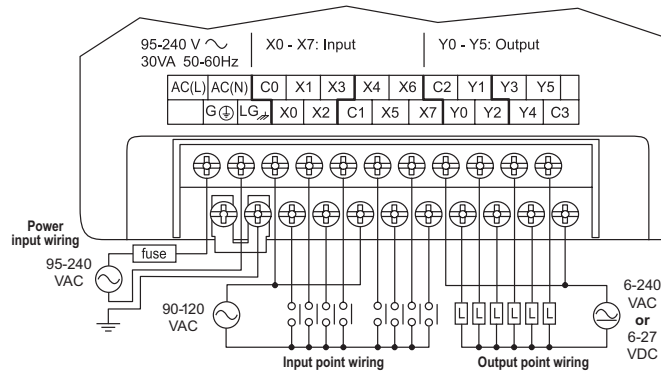 95-240 V
30VA 50-60Hz
X0 - X7: Input
Y0 - Y5: Output
AC(L) AC(N) C0 X1 X3 X4 X6 C2 Y1 Y3 Y5
G LG X0 X2 C1 X5 X7 Y0 Y2 Y4 C3
Power
input wiring
fuse
95-240
VAC
90-120
VAC
L L L L L L
6-240
VAC
or
6-27
VDC
Input point wiring
Output point wiring